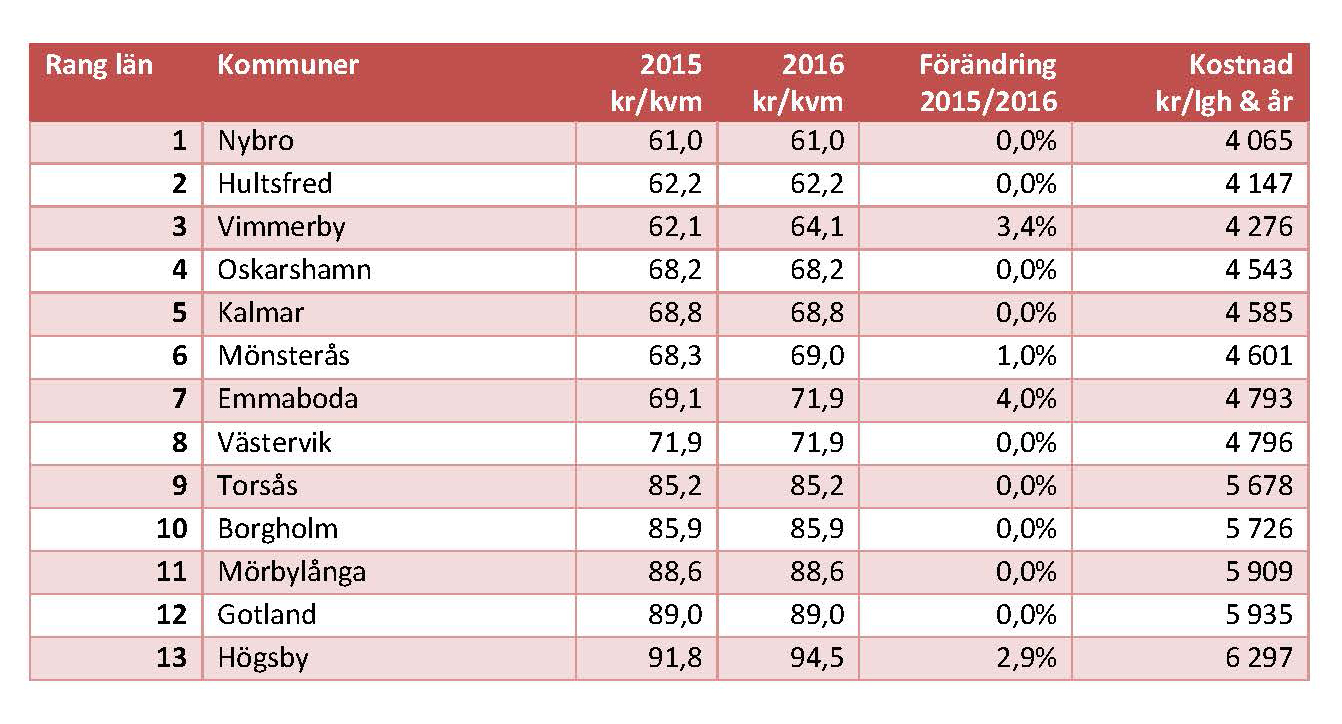 Rang län Kommuner 2015 kr/kvm 2016 kr/kvm Förändring 2015/2016 Kostnad kr/lgh & år
1 Nybro 61,0 61,0 0,0% 4 065
2 Hultsfred 62,2 62,2 0,0% 4 147
3 Vimmerby 62,1 64,1 3,4% 4 276
4 Oskarshamn 68,2 68,2 0,0% 4 543
5 Kalmar 68,8 68,8 0,0% 4 585
6 Mönsterås 68,3 69,0 1,0% 4 601
7 Emmaboda 69,1 71,9 4,0% 4 793
8 Västervik 71,9 71,9 0,0% 4 796
9 Torsås 85,2 85,2 0,0% 5 678
10 Borgholm 85,9 85,9 0,0% 5 726
11 Mörbylånga 88,6 88,6 0,0% 5 909
12 Gotland 89,0 89,0 0,0% 5 935
13 Högsby 91,8 94,5 2,9% 6 297